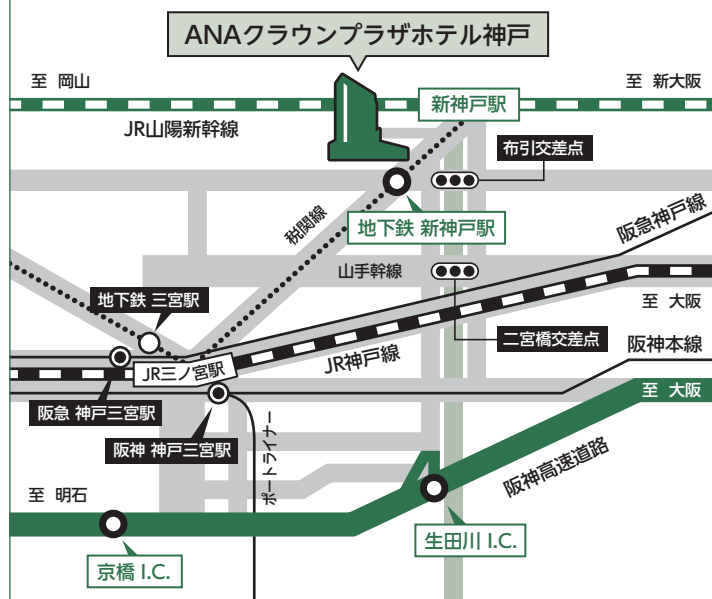 ANAクラウンプラザホテル神戸
至 岡山
至 新大阪
新神戸駅
JR山陽新幹線
布引交差点
税関線
地下鉄 新神戸駅
阪急神戸線
山手幹線
地下鉄 三宮駅
至 大阪
二宮橋交差点
阪神本線
JR神戸線
JR三ノ宮駅
至 大阪
阪急 神戸三宮駅
阪神 神戸三宮駅
ポートライナー
阪神高速道路
至 明石
生田川 I.C.
京橋 I.C.